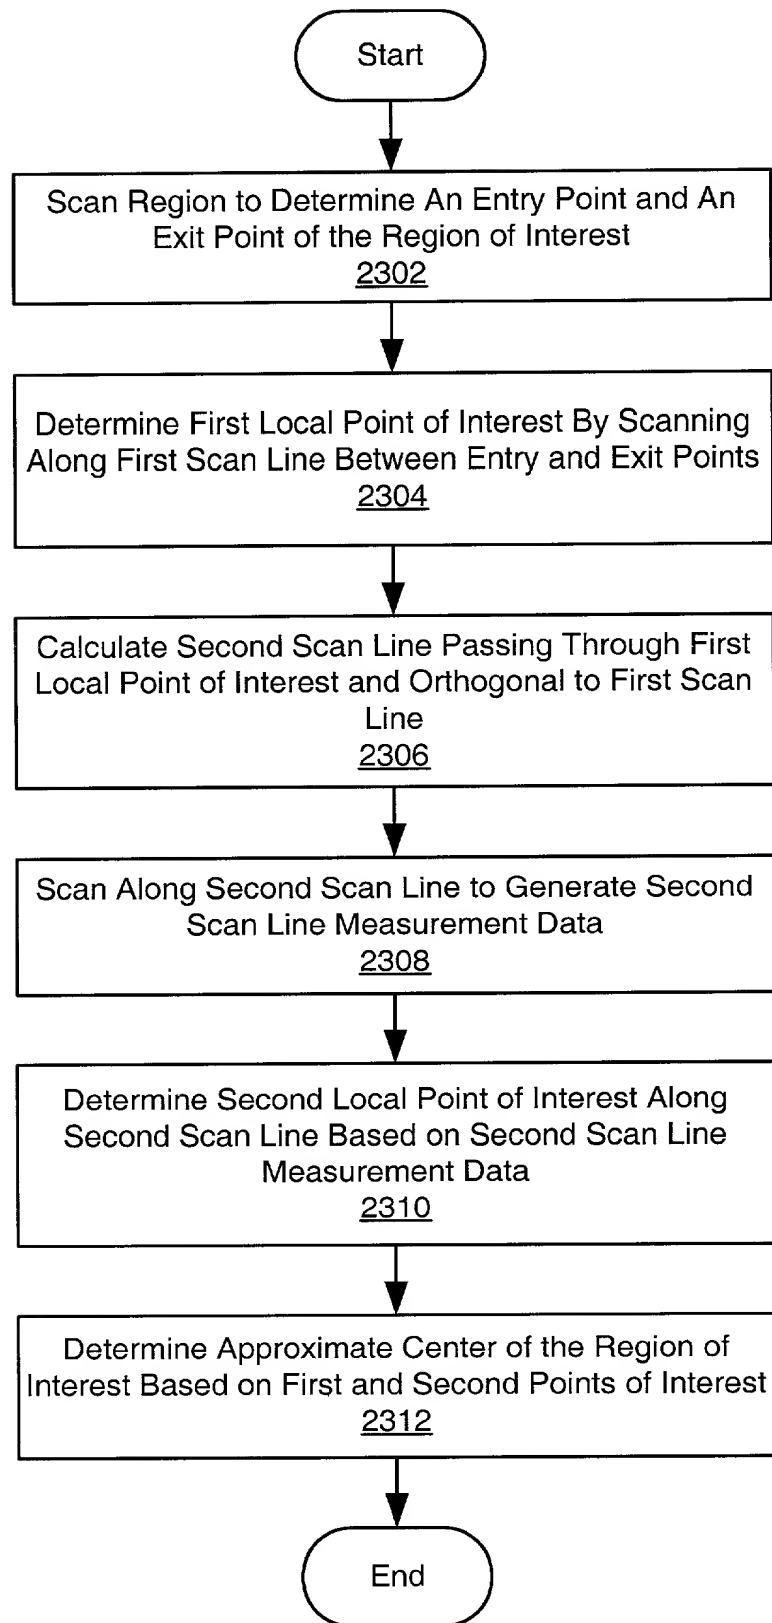 Start
Scan Region to Determine An Entry Point and An
Exit Point of the Region of Interest
2302
Determine First Local Point of Interest By Scanning
Along First Scan Line Between Entry and Exit Points
2304
Calculate Second Scan Line Passing Through First
Local Point of Interest and Orthogonal to First Scan
Line
2306
Scan Along Second Scan Line to Generate Second
Scan Line Measurement Data
2308
Determine Second Local Point of Interest Along
Second Scan Line Based on Second Scan Line
Measurement Data
2310
Determine Approximate Center of the Region of
Interest Based on First and Second Points of Interest
2312
End